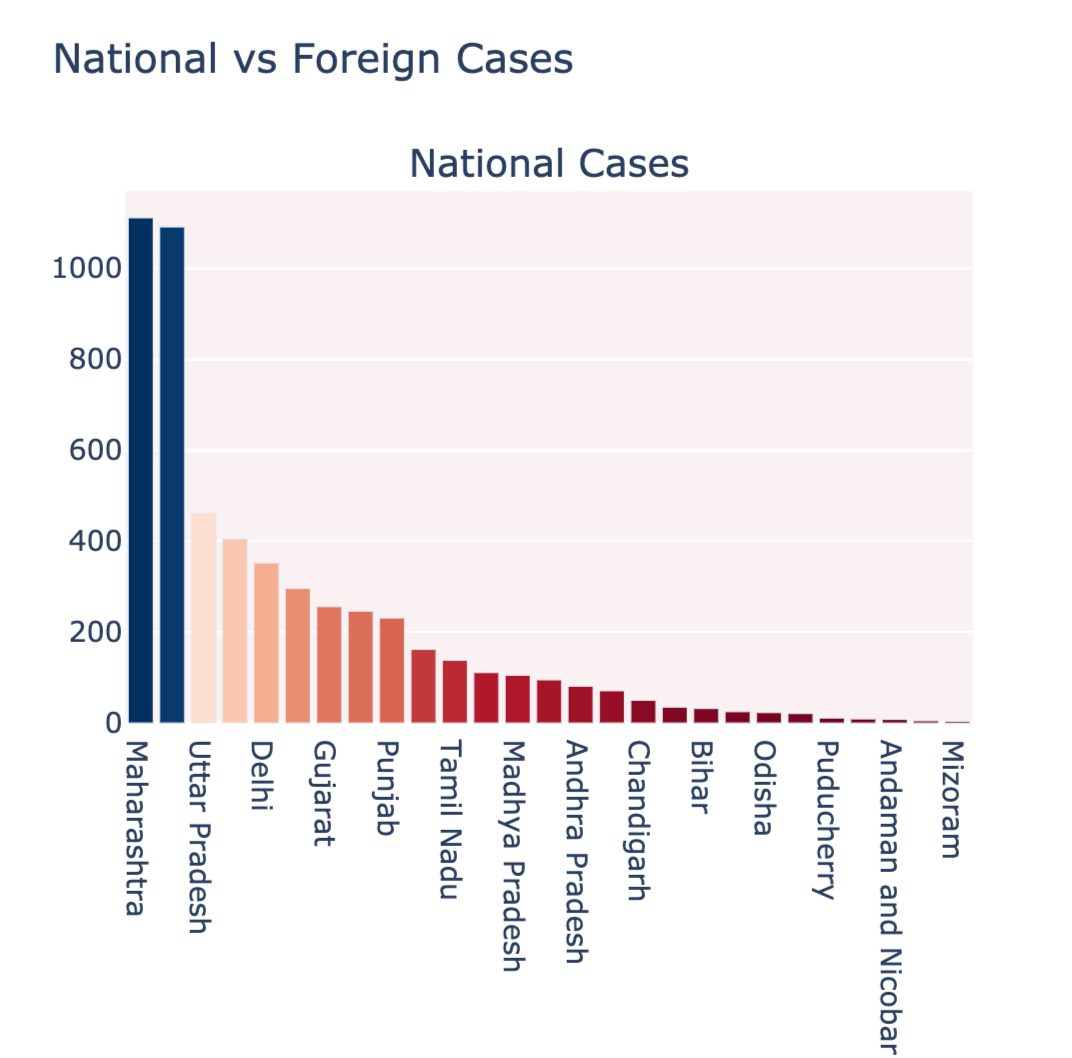 National vs Foreign Cases
National Cases
1000
800
600
400
200
0
Maharashtra
Uttar Pradesh
Delhi
Gujarat
Punjab
Tamil Nadu
Madhya Pradesh
Andhra Pradesh
Chandigarh
Bihar
Odisha
Puducherry
Andaman and Nicobar
Mizoram